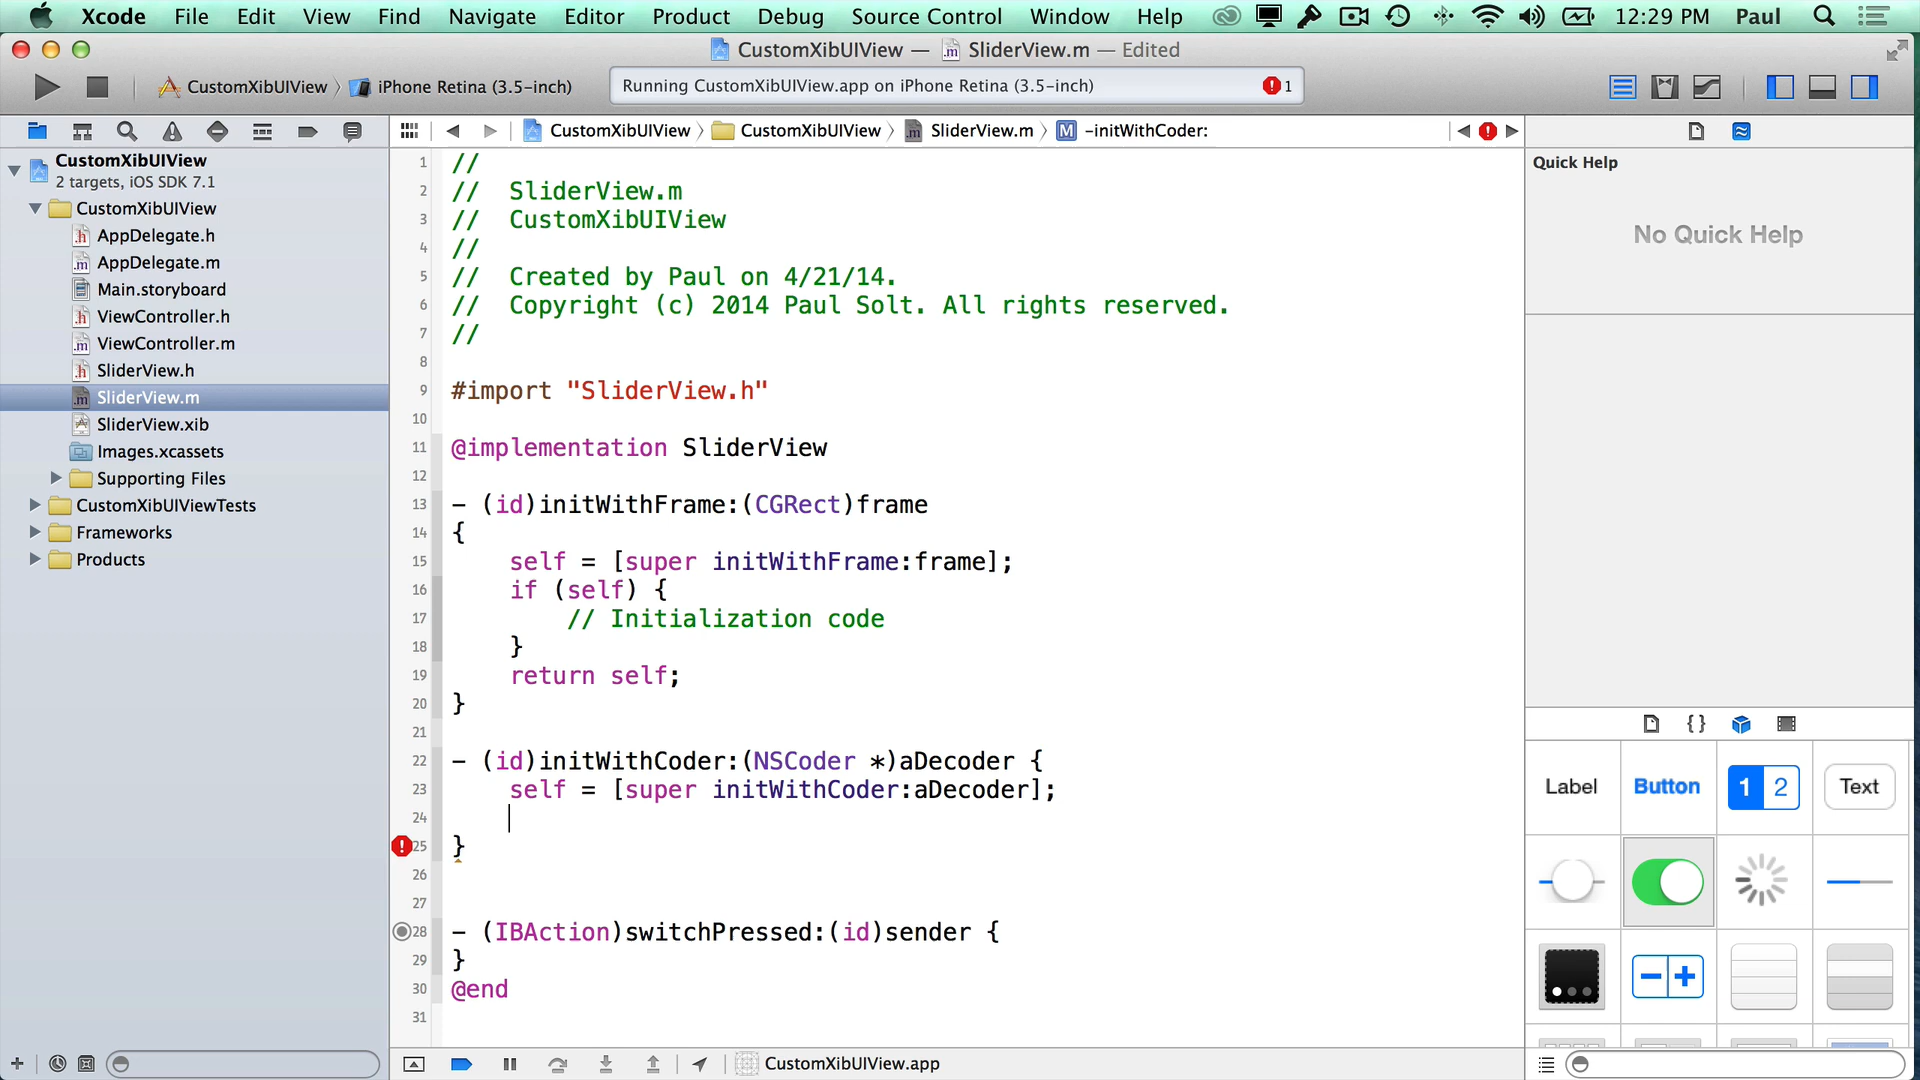 Xcode File Edit View Find Navigate Editor Product Debug Source Control Window Help 12:29 PM Paul
CustomXibUIView — SliderView.m — Edited
CustomXibUIView iPhone Retina (3.5-inch)
Running CustomXibUIView.app on iPhone Retina (3.5-inch) 1
CustomXibUIView CustomXibUIView SliderView.m M -initWithCoder:
CustomXibUIView
2 targets, iOS SDK 7.1
CustomXibUIView
AppDelegate.h
AppDelegate.m
Main.storyboard
ViewController.h
ViewController.m
SliderView.h
SliderView.m
SliderView.xib
Images.xcassets
Supporting Files
CustomXibUIViewTests
Frameworks
Products
1 //
2 //  SliderView.m
3 //  CustomXibUIView
4 //
5 //  Created by Paul on 4/21/14.
6 //  Copyright (c) 2014 Paul Solt. All rights reserved.
7 //
8
9 #import "SliderView.h"
10
11 @implementation SliderView
12
13 - (id)initWithFrame:(CGRect)frame
14 {
15     self = [super initWithFrame:frame];
16     if (self) {
17         // Initialization code
18     }
19     return self;
20 }
21
22 - (id)initWithCoder:(NSCoder *)aDecoder {
23     self = [super initWithCoder:aDecoder];
24
25 }
26
27
28 - (IBAction)switchPressed:(id)sender {
29 }
30 @end
31
CustomXibUIView.app
Quick Help
No Quick Help
{ }
Label Button 1 2 Text